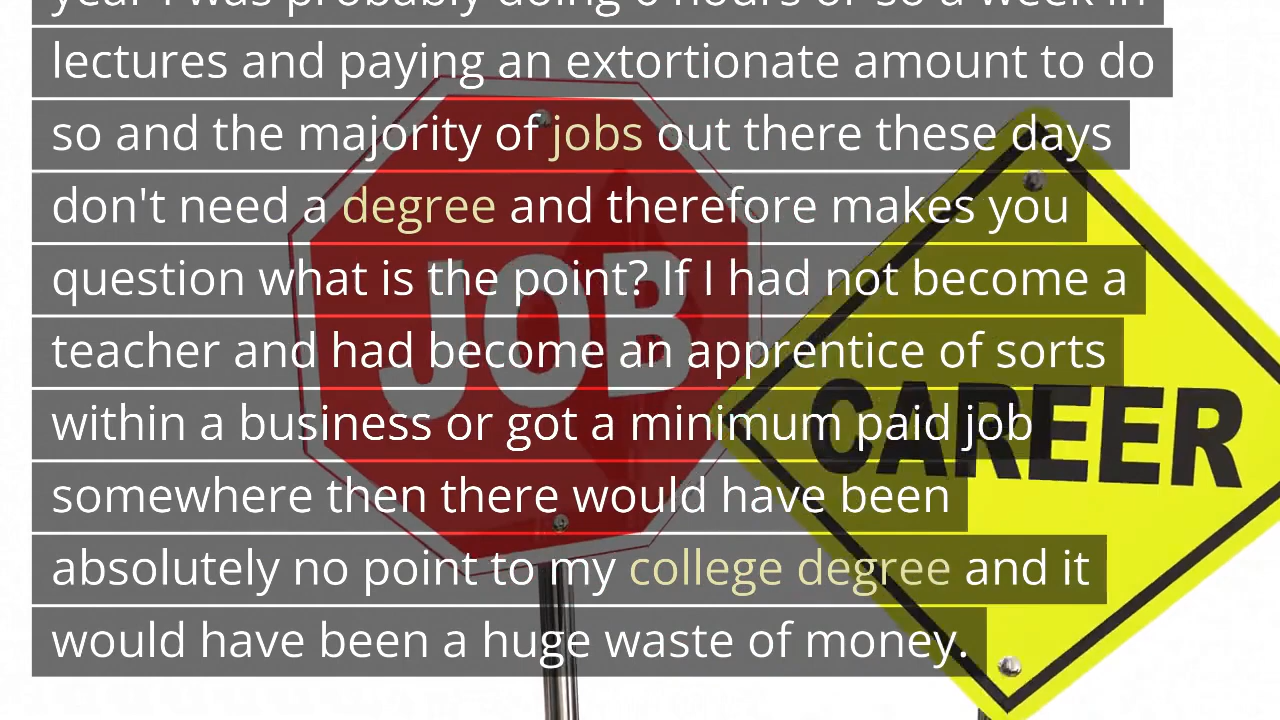 year I was probably doing 6 hours or so a week in
lectures and paying an extortionate amount to do
so and the majority of jobs out there these days
don't need a degree and therefore makes you
question what is the point? If I had not become a
teacher and had become an apprentice of sorts
within a business or got a minimum paid job
somewhere then there would have been
absolutely no point to my college degree and it
would have been a huge waste of money.
JOB
CAREER